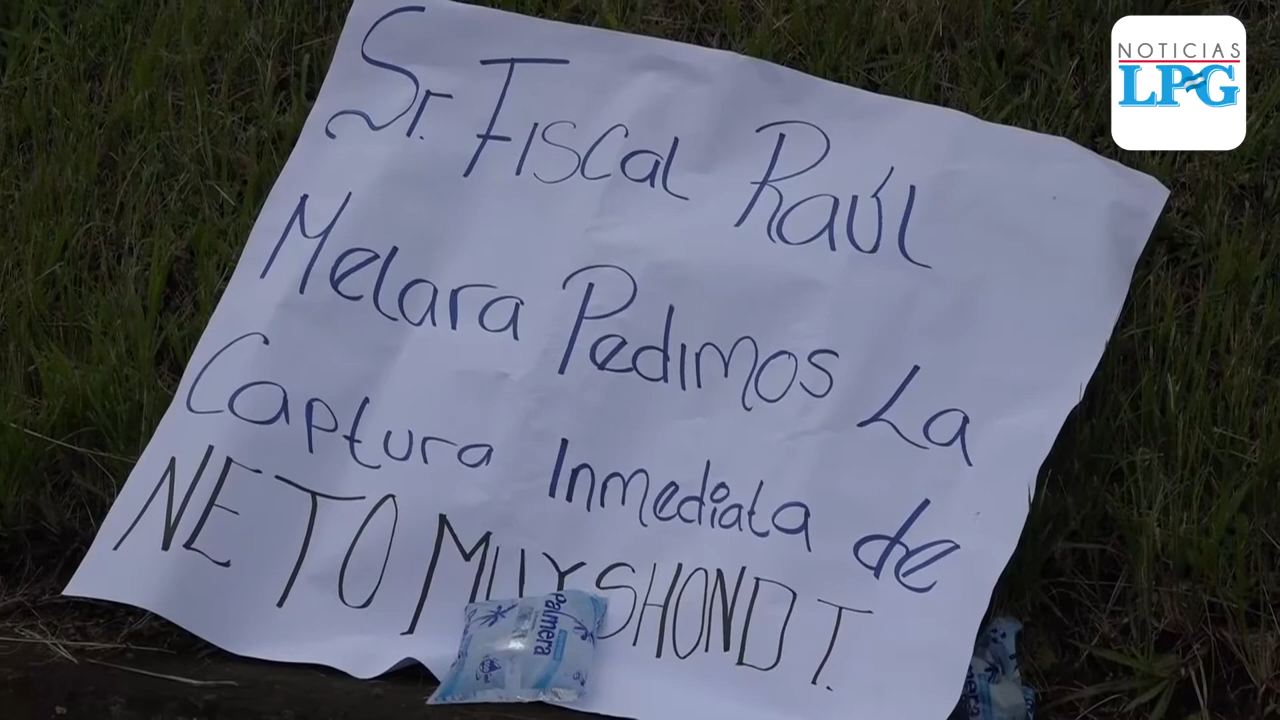 NOTICIAS
LPG
Sr. Fiscal Raúl
Melara Pedimos La
Captura Inmediata de
NETO MUYSHONDT.
Palmera